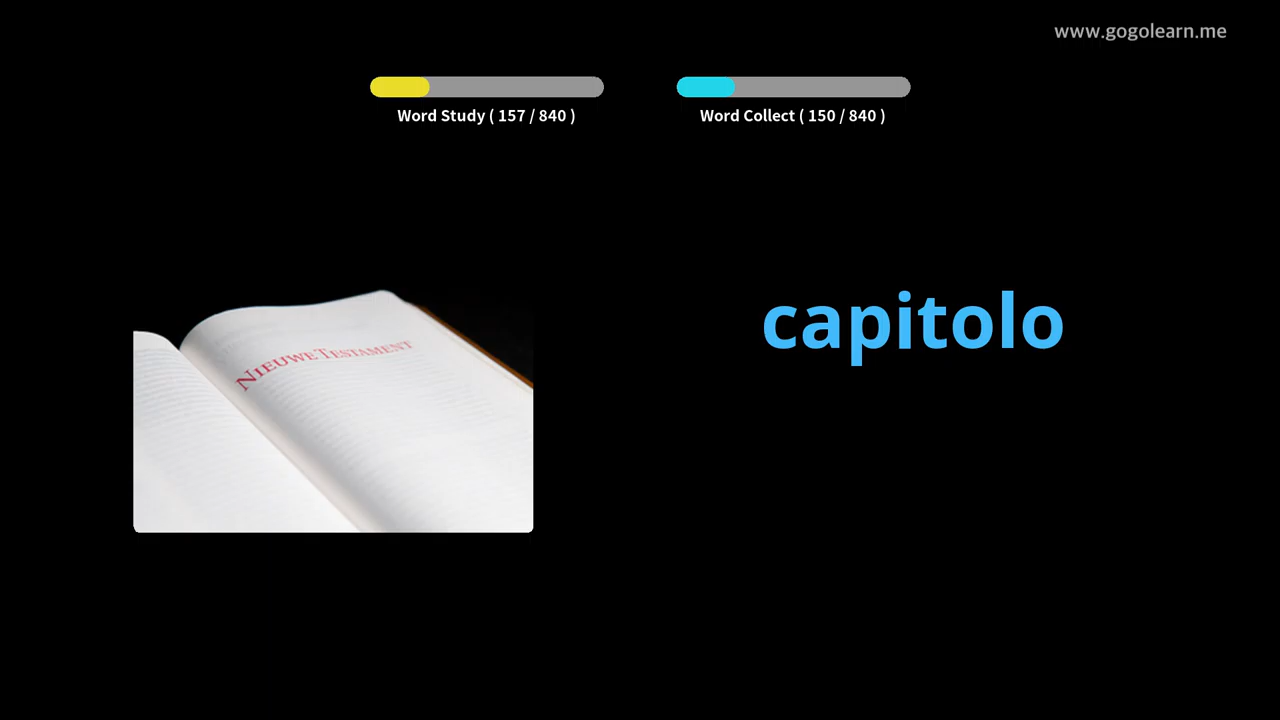 www.gogolearn.me
Word Study ( 157 / 840 )
Word Collect ( 150 / 840 )
capitolo
NIEUWE TESTAMENT